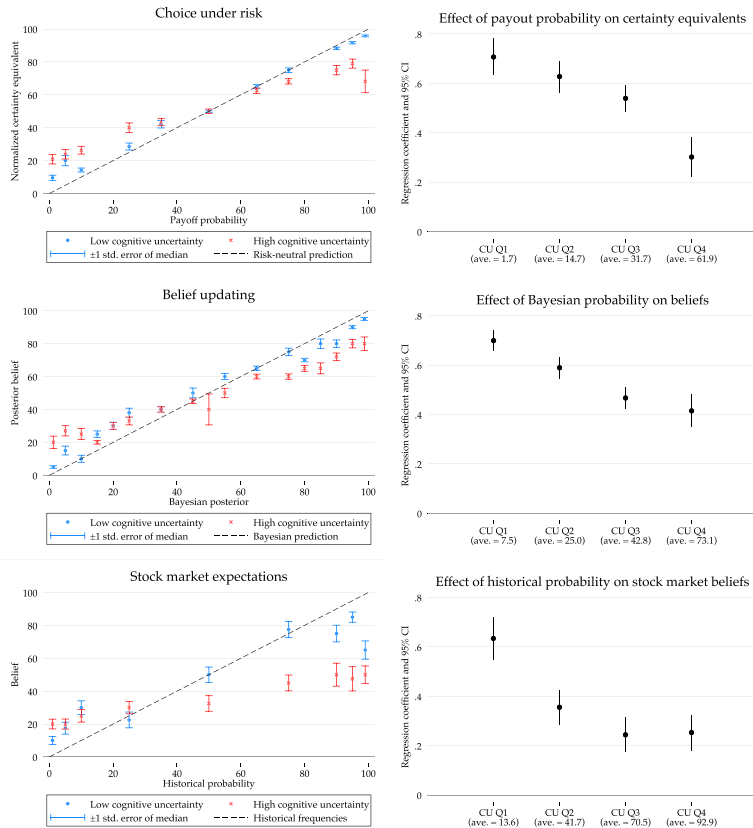 Choice under risk
Normalized certainty equivalent
100
80
60
40
20
0
0 20 40 60 80 100
Payoff probability
Low cognitive uncertainty High cognitive uncertainty
±1 std. error of median Risk-neutral prediction
Effect of payout probability on certainty equivalents
Regression coefficient and 95% CI
.8
.6
.4
.2
0
CU Q1 CU Q2 CU Q3 CU Q4
(ave. = 1.7) (ave. = 14.7) (ave. = 31.7) (ave. = 61.9)
Belief updating
Posterior belief
100
80
60
40
20
0
0 20 40 60 80 100
Bayesian posterior
Low cognitive uncertainty High cognitive uncertainty
±1 std. error of median Bayesian prediction
Effect of Bayesian probability on beliefs
Regression coefficient and 95% CI
.8
.6
.4
.2
0
CU Q1 CU Q2 CU Q3 CU Q4
(ave. = 7.5) (ave. = 25.0) (ave. = 42.8) (ave. = 73.1)
Stock market expectations
Belief
100
80
60
40
20
0
0 20 40 60 80 100
Historical probability
Low cognitive uncertainty High cognitive uncertainty
±1 std. error of median Historical frequencies
Effect of historical probability on stock market beliefs
Regression coefficient and 95% CI
.8
.6
.4
.2
0
CU Q1 CU Q2 CU Q3 CU Q4
(ave. = 13.6) (ave. = 41.7) (ave. = 70.5) (ave. = 92.9)